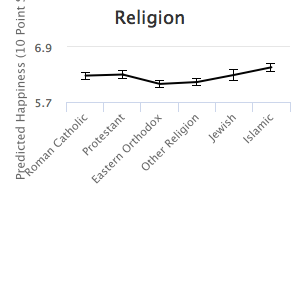 Religion
Predicted Happiness (10 Point
6.9
5.7
Roman Catholic
Protestant
Eastern Orthodox
Other Religion
Jewish
Islamic